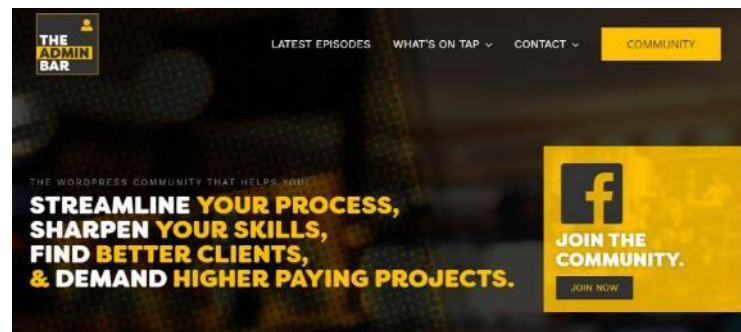 THE
ADMIN
BAR
LATEST EPISODES WHAT'S ON TAP CONTACT COMMUNITY
THE WORDPRESS COMMUNITY THAT HELPS YOU:
STREAMLINE YOUR PROCESS,
SHARPEN YOUR SKILLS,
FIND BETTER CLIENTS,
& DEMAND HIGHER PAYING PROJECTS.
JOIN THE
COMMUNITY.
JOIN NOW